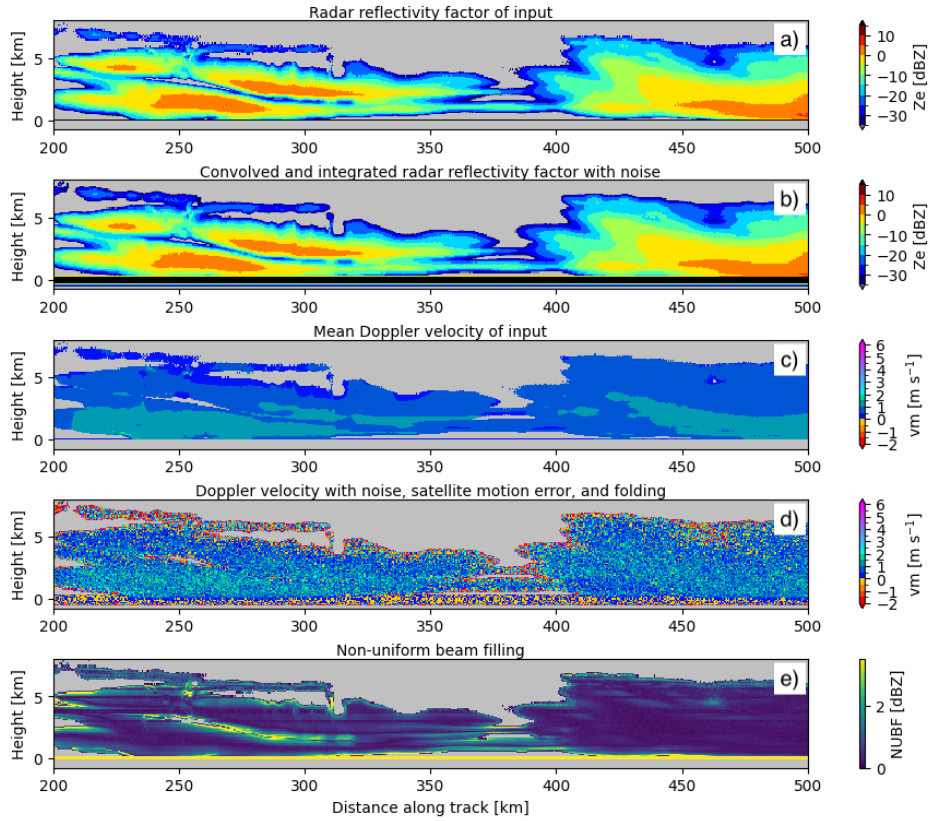 Radar reflectivity factor of input
a)
Height [km]
5
0
200 250 300 350 400 450 500
10
0
−10
−20
−30
Ze [dBZ]
Convolved and integrated radar reflectivity factor with noise
b)
Height [km]
5
0
200 250 300 350 400 450 500
10
0
−10
−20
−30
Ze [dBZ]
Mean Doppler velocity of input
c)
Height [km]
5
0
200 250 300 350 400 450 500
6
5
4
3
2
1
0
−1
−2
vm [m s⁻¹]
Doppler velocity with noise, satellite motion error, and folding
d)
Height [km]
5
0
200 250 300 350 400 450 500
6
5
4
3
2
1
0
−1
−2
vm [m s⁻¹]
Non-uniform beam filling
e)
Height [km]
5
0
200 250 300 350 400 450 500
2
0
NUBF [dBZ]
Distance along track [km]